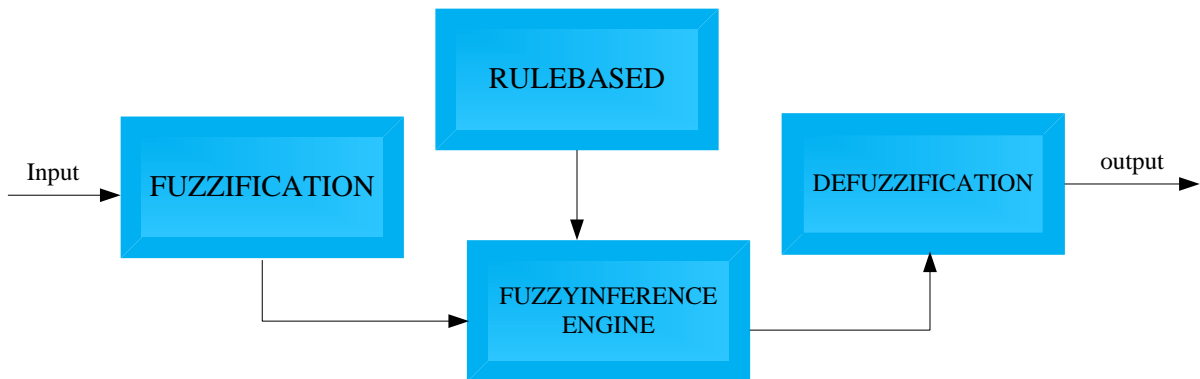 RULEBASED
Input
FUZZIFICATION
DEFUZZIFICATION
output
FUZZYINFERENCE
ENGINE